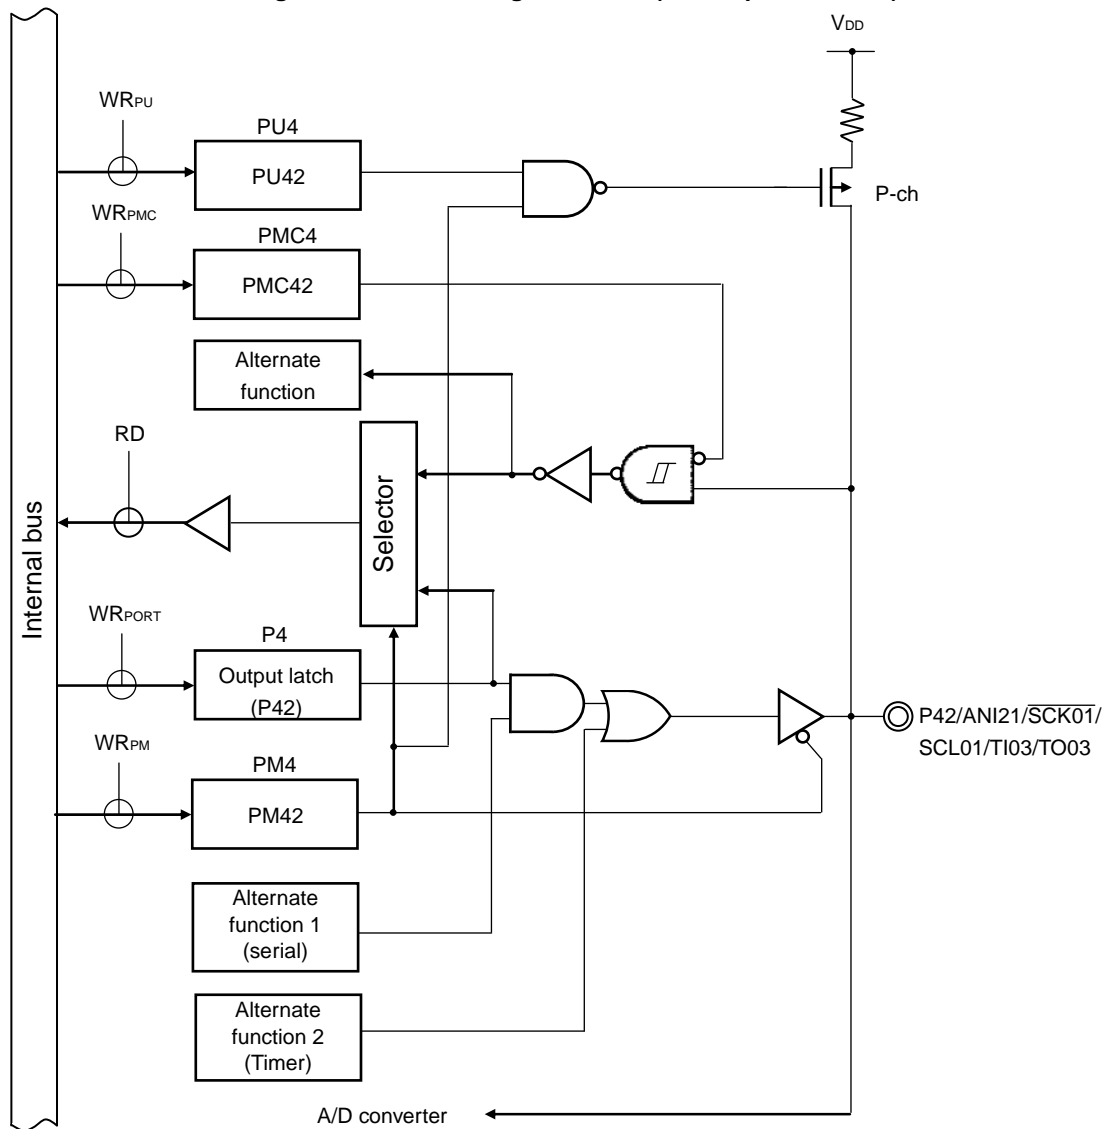 VDD
WRPU
PU4
PU42
P-ch
WRPMC
PMC4
PMC42
Alternate
function
RD
Selector
Internal bus
WRPORT
P4
Output latch
(P42)
P42/ANI21/SCK01/
SCL01/TI03/TO03
WRPM
PM4
PM42
Alternate
function 1
(serial)
Alternate
function 2
(Timer)
A/D converter